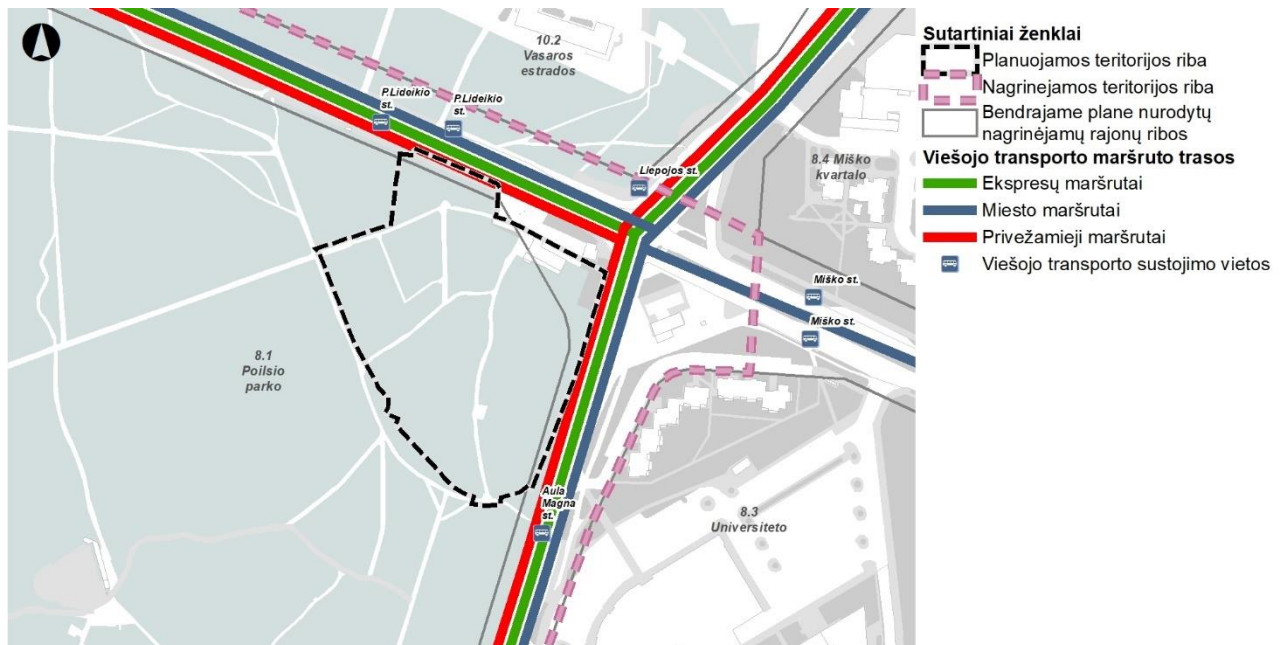 10.2
Vasaros
estrados
P.Lideikio
st.
P.Lideikio
st.
Liepojos st.
8.4 Miško
kvartalo
Miško st.
Miško st.
8.1
Poilsio
parko
Aula
Magna
st.
8.3
Universiteto
Sutartiniai ženklai
Planuojamos teritorijos riba
Nagrinejamos teritorijos riba
Bendrajame plane nurodytų
nagrinėjamų rajonų ribos
Viešojo transporto maršruto trasos
Ekspresų maršrutai
Miesto maršrutai
Privežamieji maršrutai
Viešojo transporto sustojimo vietos